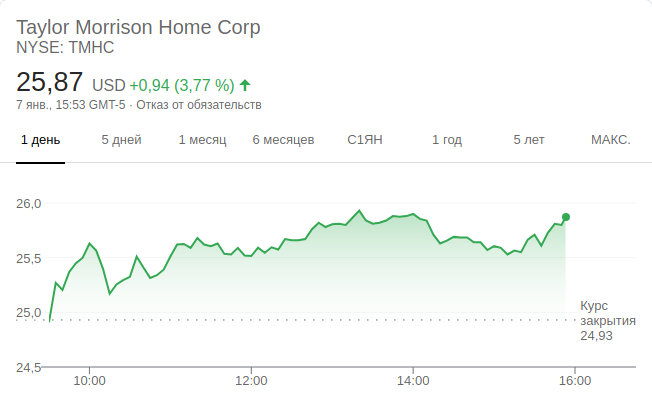 Taylor Morrison Home Corp
NYSE: TMHC
25,87 USD +0,94 (3,77 %)
7 янв., 15:53 GMT-5 · Отказ от обязательств
1 день 5 дней 1 месяц 6 месяцев С1ЯН 1 год 5 лет МАКС.
26,0
25,5
25,0
24,5
Курс
закрытия
24,93
10:00 12:00 14:00 16:00